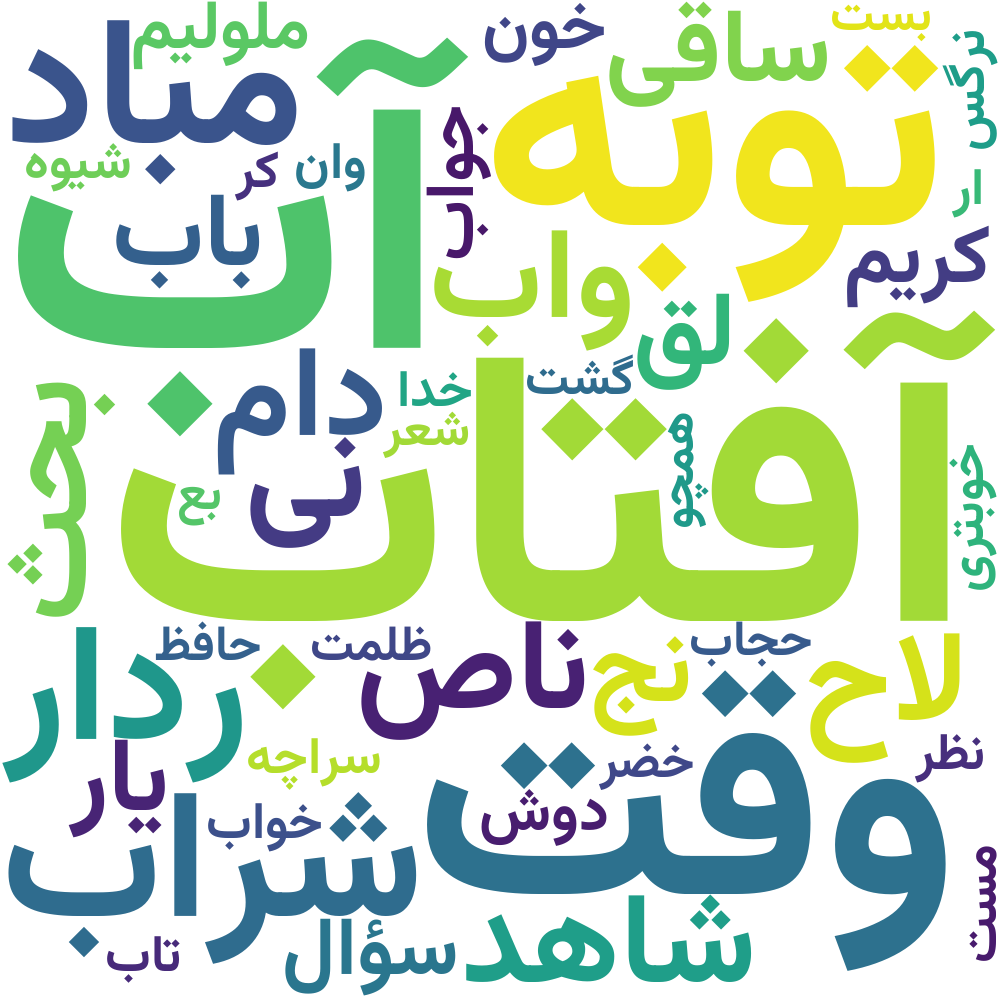 بست
ساقی
خون
ملولیم
مباد
نرگس
توبه
آب
جواب
وان
کر
شیوه
باب
کریم
واب
لق
آفتاب
دام
گشت
خدا
شعر
نی
همچو
بحث
بع
خوبتری
حجاب
ظلمت
حافظ
لاح
نج
ناص
ردار
وقت
نظر
خضر
سراچه
یار
دوش
خواب
شراب
مست
شاهد
سؤال
تاب